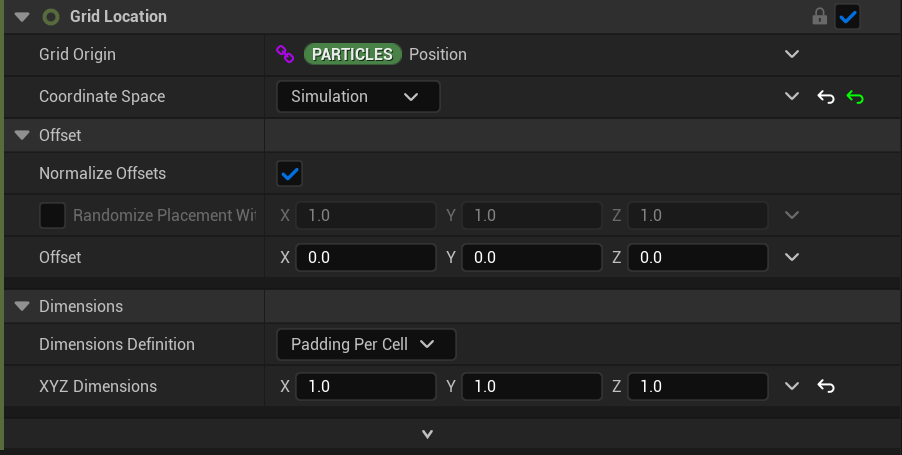 Grid Location
Grid Origin PARTICLES Position
Coordinate Space Simulation
Offset
Normalize Offsets
Randomize Placement X 1.0 Y 1.0 Z 1.0
Offset X 0.0 Y 0.0 Z 0.0
Dimensions
Dimensions Definition Padding Per Cell
XYZ Dimensions X 1.0 Y 1.0 Z 1.0